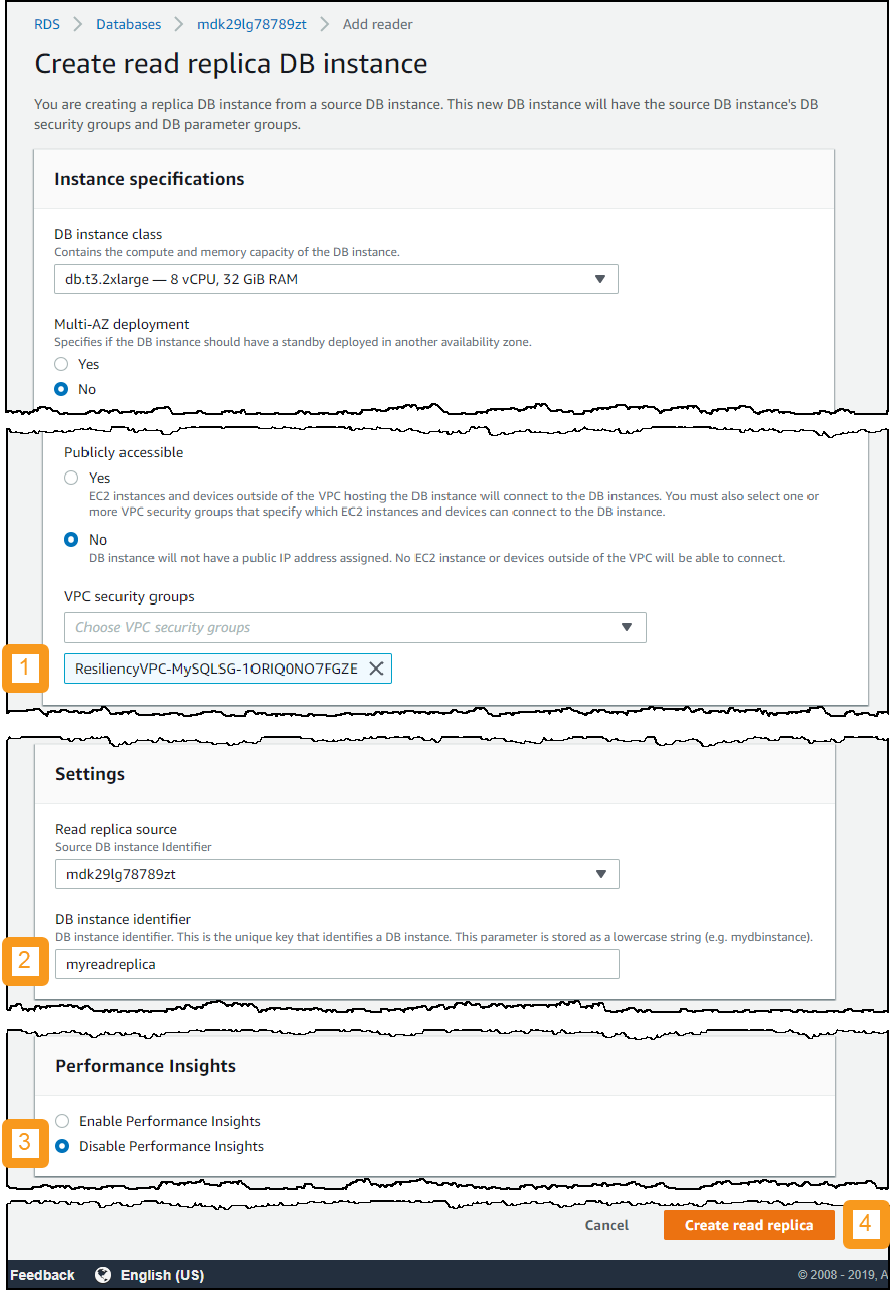 RDS > Databases > mdk29lg78789zt > Add reader
Create read replica DB instance
You are creating a replica DB instance from a source DB instance. This new DB instance will have the source DB instance's DB
security groups and DB parameter groups.
Instance specifications
DB instance class
Contains the compute and memory capacity of the DB instance.
db.t3.2xlarge — 8 vCPU, 32 GiB RAM
Multi-AZ deployment
Specifies if the DB instance should have a standby deployed in another availability zone.
Yes
No
Publicly accessible
Yes
EC2 instances and devices outside of the VPC hosting the DB instance will connect to the DB instances. You must also select one or
more VPC security groups that specify which EC2 instances and devices can connect to the DB instance.
No
DB instance will not have a public IP address assigned. No EC2 instance or devices outside of the VPC will be able to connect.
VPC security groups
Choose VPC security groups
1 ResiliencyVPC-MySQLSG-1ORIQ0NO7FGZE
Settings
Read replica source
Source DB instance Identifier
mdk29lg78789zt
DB instance identifier
DB instance identifier. This is the unique key that identifies a DB instance. This parameter is stored as a lowercase string (e.g. mydbinstance).
2 myreadreplica
Performance Insights
Enable Performance Insights
3 Disable Performance Insights
Cancel Create read replica 4
Feedback English (US) © 2008 - 2019, A